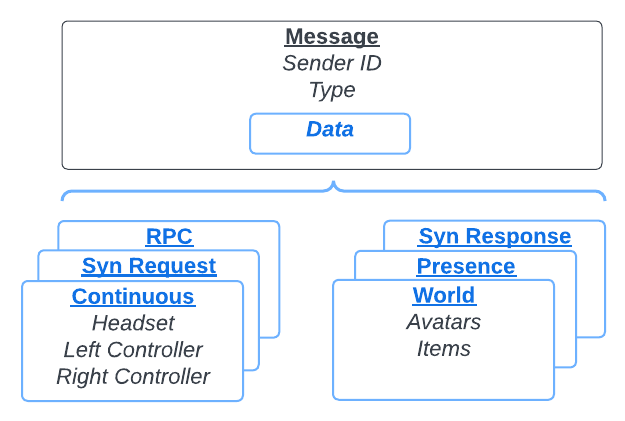 Message
Sender ID
Type
Data
RPC
Syn Request
Continuous
Headset
Left Controller
Right Controller
Syn Response
Presence
World
Avatars
Items